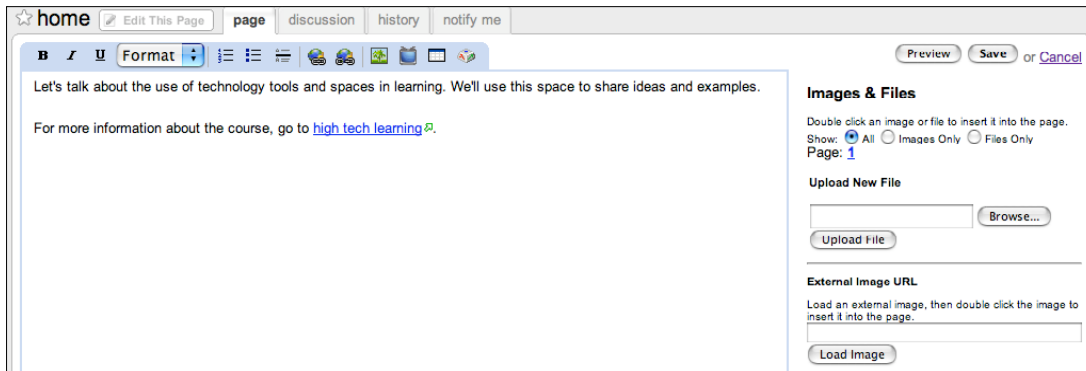 home Edit This Page page discussion history notify me
B I U Format
Preview Save or Cancel
Let's talk about the use of technology tools and spaces in learning. We'll use this space to share ideas and examples.
For more information about the course, go to high tech learning.
Images & Files
Double click an image or file to insert it into the page.
Show: All Images Only Files Only
Page: 1
Upload New File
Browse...
Upload File
External Image URL
Load an external image, then double click the image to
insert it into the page.
Load Image